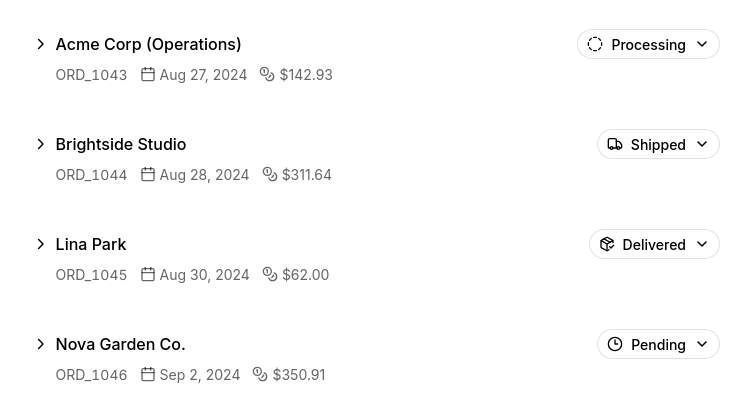 Acme Corp (Operations) Processing
ORD_1043 Aug 27, 2024 $142.93
Brightside Studio Shipped
ORD_1044 Aug 28, 2024 $311.64
Lina Park Delivered
ORD_1045 Aug 30, 2024 $62.00
Nova Garden Co. Pending
ORD_1046 Sep 2, 2024 $350.91